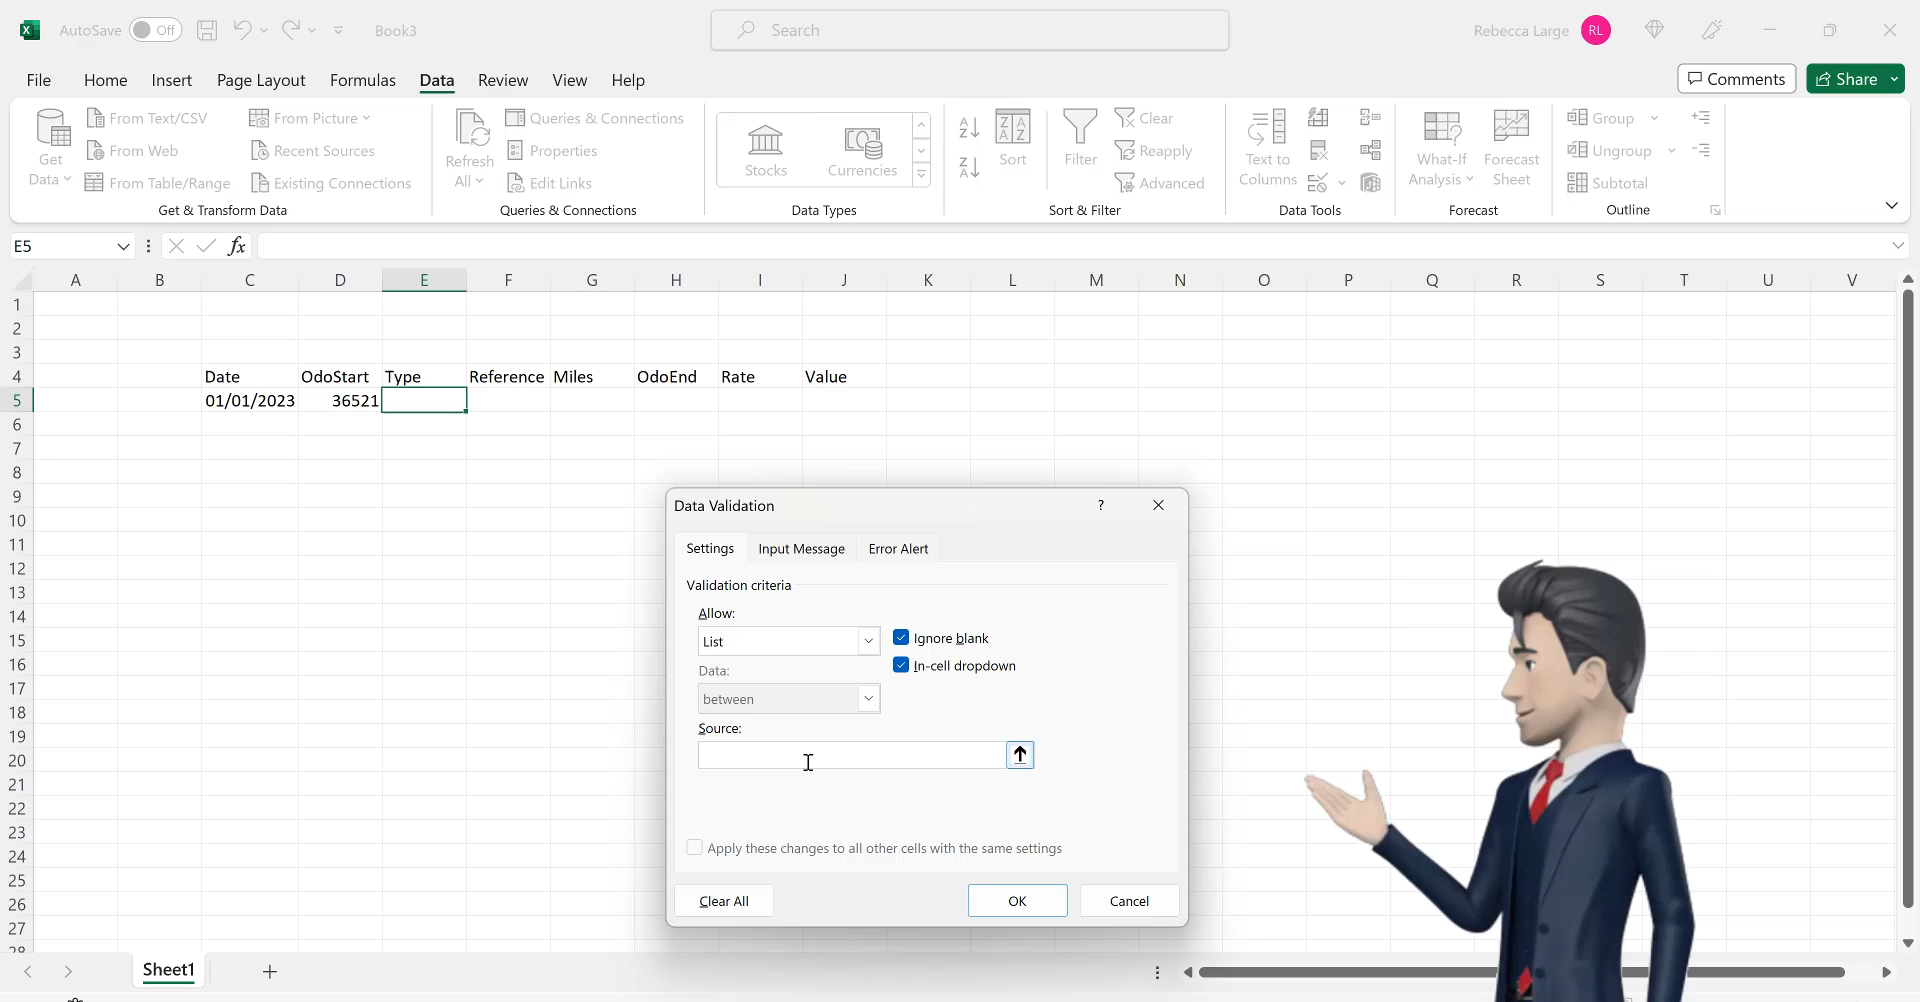 AutoSave Off Book3 Search Rebecca Large RL
File Home Insert Page Layout Formulas Data Review View Help Comments Share
Get Data
From Text/CSV
From Web
From Table/Range
From Picture
Recent Sources
Existing Connections
Get & Transform Data
Refresh All
Queries & Connections
Properties
Edit Links
Queries & Connections
Stocks Currencies
Data Types
A Z
Z A
Z A A Z
Sort
Filter
Clear
Reapply
Advanced
Sort & Filter
Text to Columns
Data Tools
What-If Analysis
Forecast Sheet
Forecast
Group
Ungroup
Subtotal
Outline
E5 fx
A B C D E F G H I J K L M N O P Q R S T U V
1
2
3
4 Date OdoStart Type Reference Miles OdoEnd Rate Value
5 01/01/2023 36521
6
7
8
9
10
11
12
13
14
15
16
17
18
19
20
21
22
23
24
25
26
27
28
Data Validation ?
Settings Input Message Error Alert
Validation criteria
Allow:
List
Ignore blank
In-cell dropdown
Data:
between
Source:
Apply these changes to all other cells with the same settings
Clear All OK Cancel
Sheet1